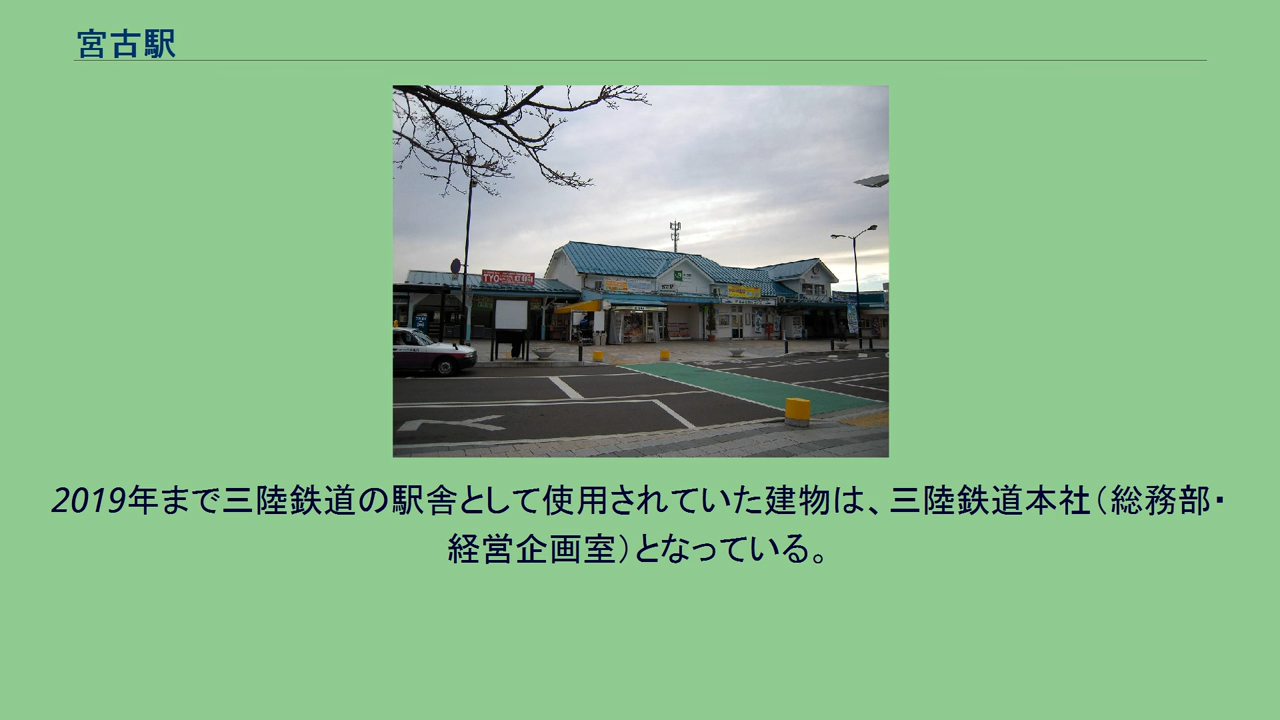 宮古駅
2019年まで三陸鉄道の駅舎として使用されていた建物は、三陸鉄道本社（総務部・
経営企画室）となっている。